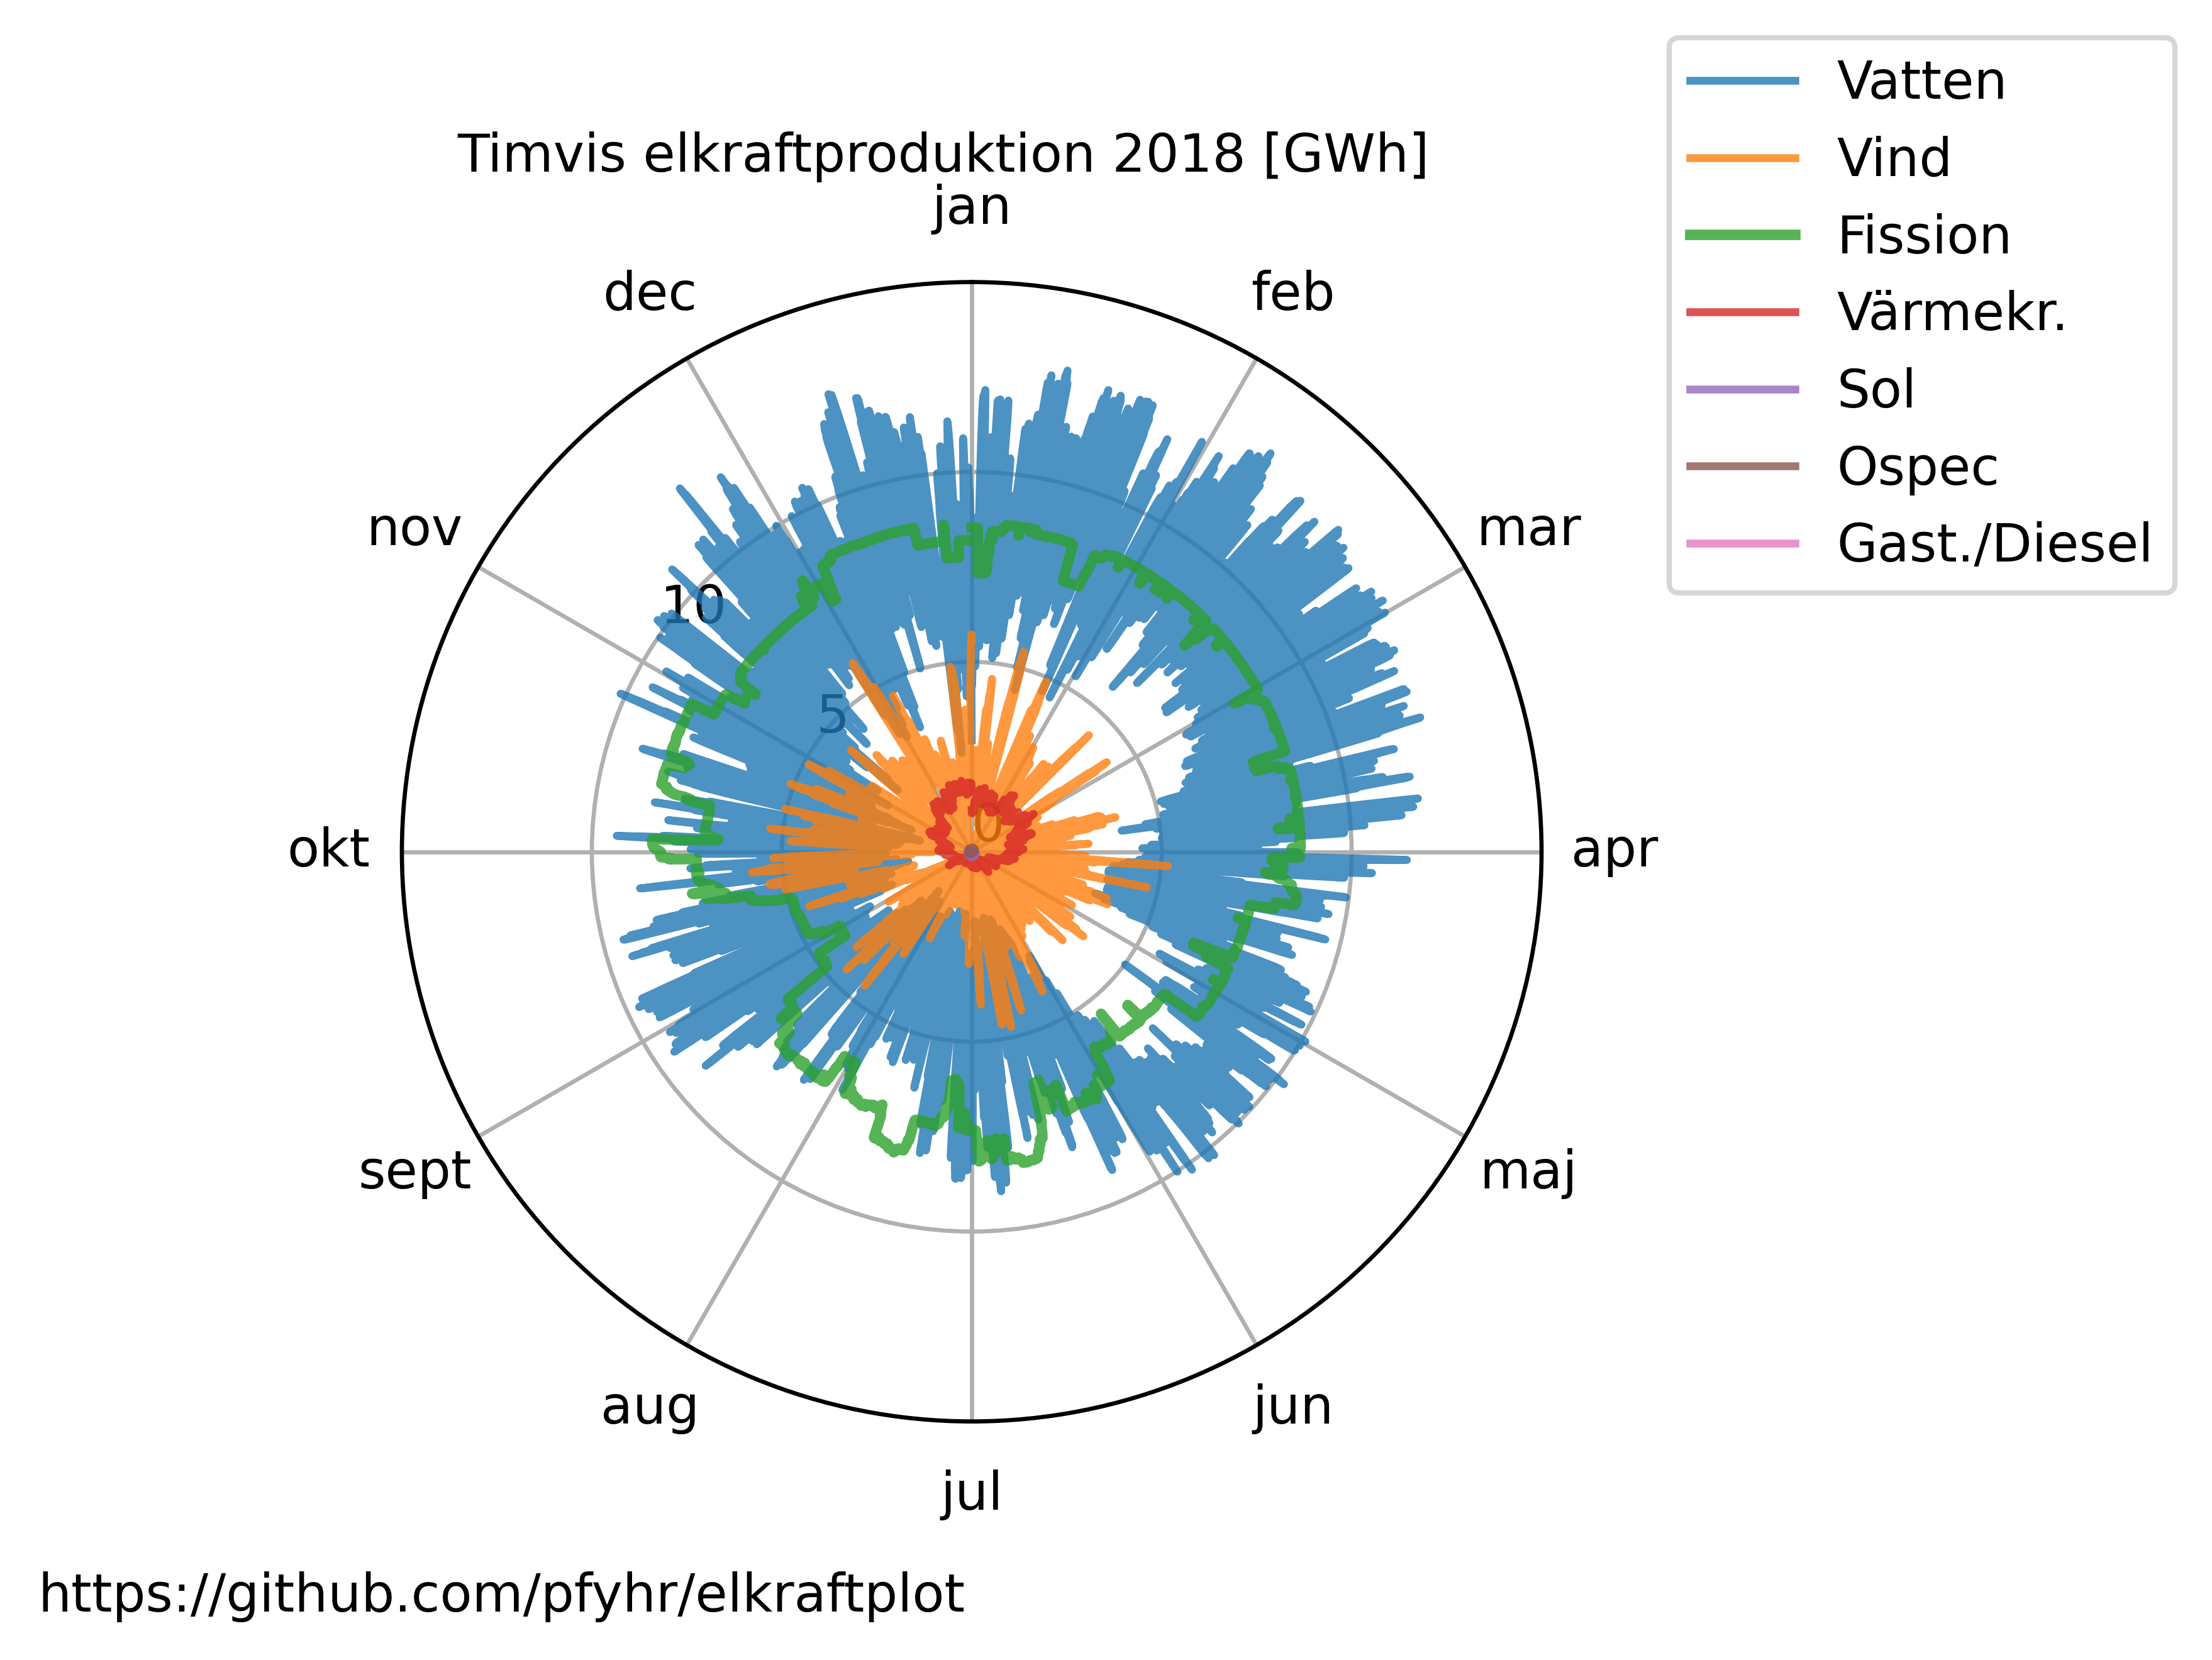 Timvis elkraftproduktion 2018 [GWh]
jan
feb
mar
apr
maj
jun
jul
aug
sept
okt
nov
dec
10
5
0
Vatten
Vind
Fission
Värmekr.
Sol
Ospec
Gast./Diesel
https://github.com/pfyhr/elkraftplot